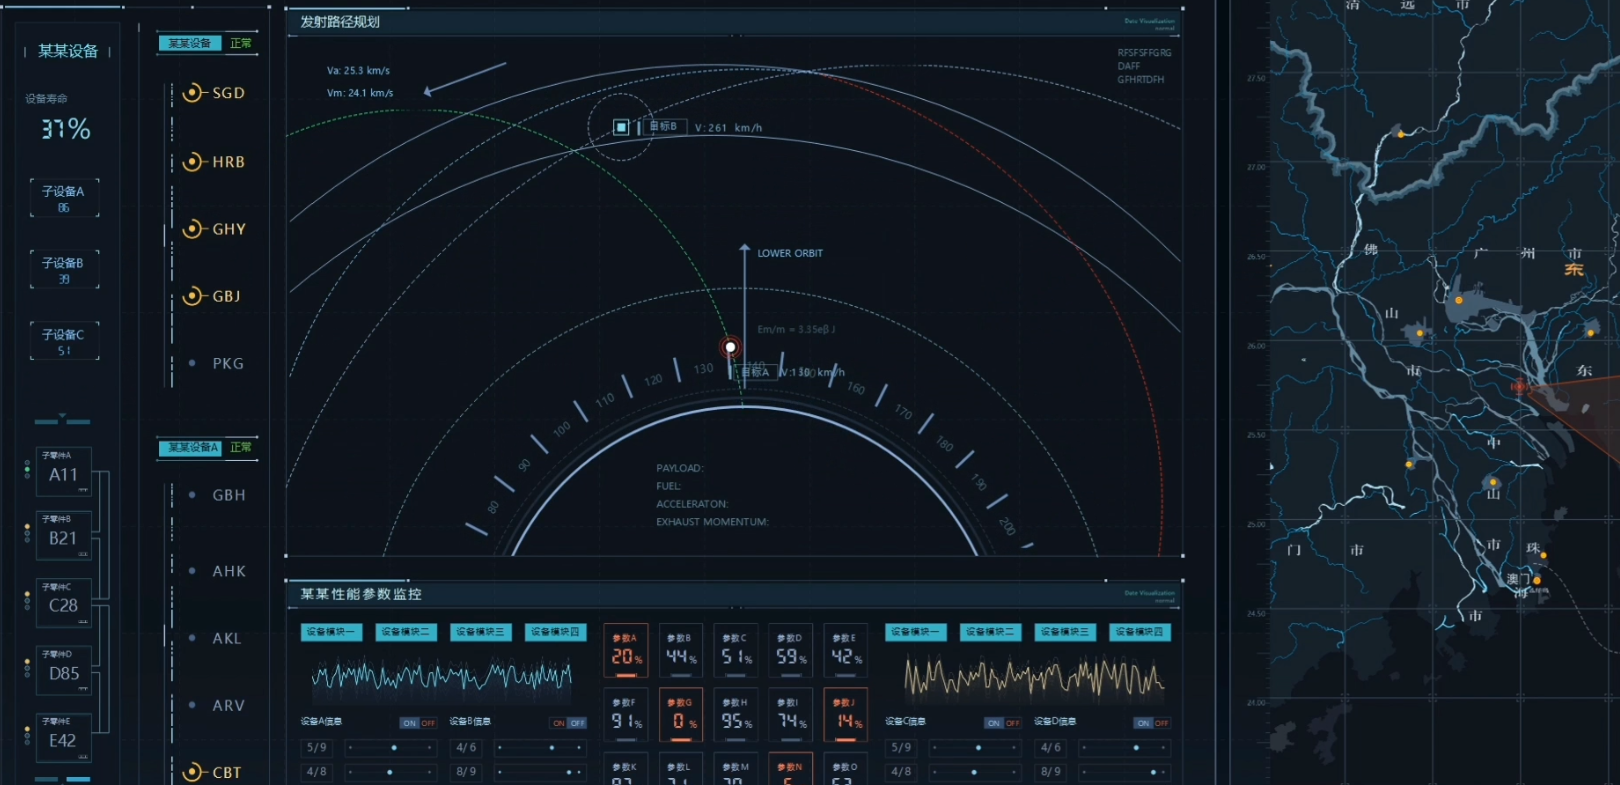 某某设备
设备寿命
37%
子设备A
86
子设备B
39
子设备C
51
子零件A
A11
子零件B
B21
子零件C
C28
子零件D
D85
子零件E
E42
某某设备 正常
SGD
HRB
GHY
GBJ
PKG
某某设备A 正常
GBH
AHK
AKL
ARV
CBT
发射路径规划
Data Visualization
normal
RFSFSFFGRG
DAFF
GFHRTDFH
Va: 25.3 km/s
Vm: 24.1 km/s
目标B V:261 km/h
LOWER ORBIT
Em/m = 3.35eβ J
目标A V:130 km/h
80
90
100
110
120
130
140
160
170
180
190
200
PAYLOAD:
FUEL:
ACCELERATON:
EXHAUST MOMENTUM:
某某性能参数监控
Data Visualization
normal
设备模块一 设备模块二 设备模块三 设备模块四
设备A信息 ON OFF 设备B信息 ON OFF
5/9 4/6
4/8 8/9
参数A 参数B 参数C 参数D 参数E
20% 44% 51% 59% 42%
参数F 参数G 参数H 参数I 参数J
91% 0% 95% 74% 14%
参数K 参数L 参数M 参数N 参数O
设备模块一 设备模块二 设备模块三 设备模块四
设备C信息 ON OFF 设备D信息 ON OFF
5/9 4/6
4/8 8/9
27.50
27.00
26.50
26.00
25.50
25.00
24.50
24.00
清 远 市
佛 广 州 市
东
山
市 东
中
山
门 市 市 珠
澳门
海
市